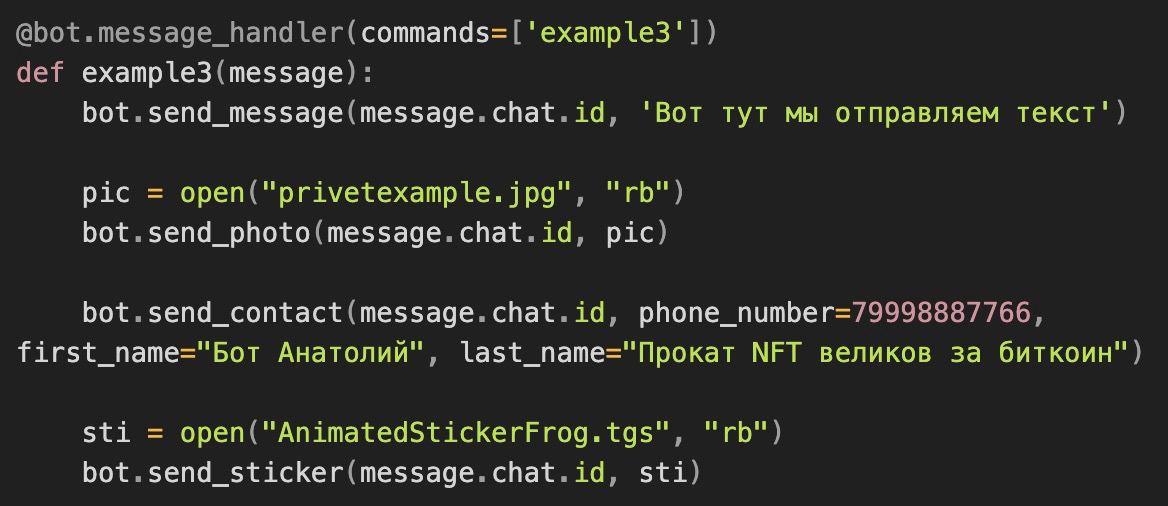 @bot.message_handler(commands=['example3'])
def example3(message):
    bot.send_message(message.chat.id, 'Вот тут мы отправляем текст')
    pic = open("privetexample.jpg", "rb")
    bot.send_photo(message.chat.id, pic)
    bot.send_contact(message.chat.id, phone_number=79998887766,
first_name="Бот Анатолий", last_name="Прокат NFT великов за биткоин")
    sti = open("AnimatedStickerFrog.tgs", "rb")
    bot.send_sticker(message.chat.id, sti)